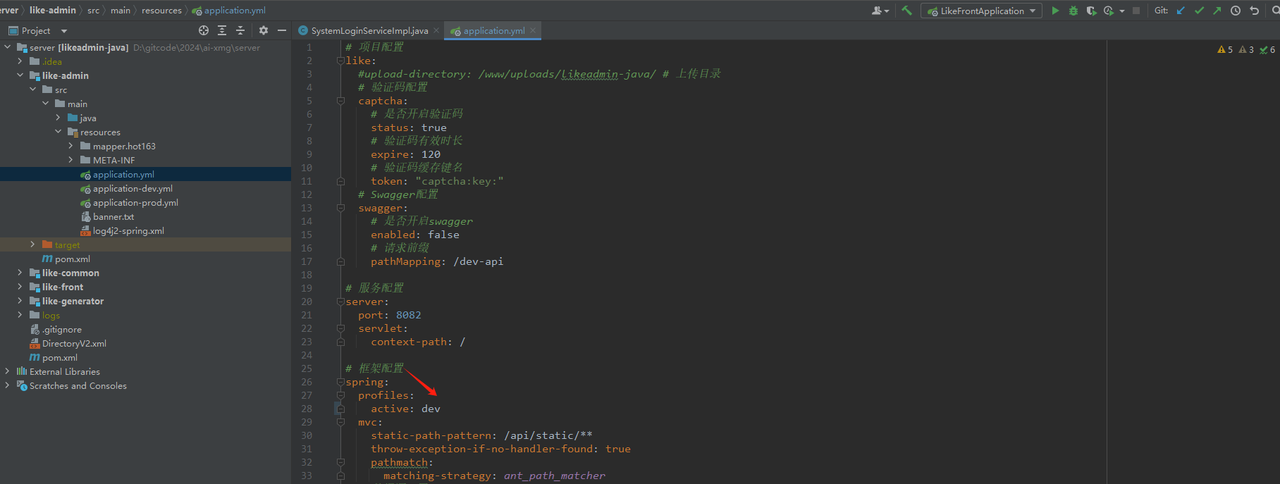 erver › like-admin › src › main › resources › application.yml
LikeFrontApplication
Git:
Project
SystemLoginServiceImpl.java
application.yml
server [likeadmin-java] D:\gitcode\2024\ai-xmg\server
.idea
like-admin
src
main
java
resources
mapper.hot163
META-INF
application.yml
application-dev.yml
application-prod.yml
banner.txt
log4j2-spring.xml
target
pom.xml
like-common
like-front
like-generator
logs
.gitignore
DirectoryV2.xml
pom.xml
External Libraries
Scratches and Consoles
5 3 6
1 # 项目配置
2 like:
3 #upload-directory: /www/uploads/likeadmin-java/ # 上传目录
4 # 验证码配置
5 captcha:
6 # 是否开启验证码
7 status: true
8 # 验证码有效时长
9 expire: 120
10 # 验证码缓存键名
11 token: "captcha:key:"
12 # Swagger配置
13 swagger:
14 # 是否开启swagger
15 enabled: false
16 # 请求前缀
17 pathMapping: /dev-api
18
19 # 服务配置
20 server:
21 port: 8082
22 servlet:
23 context-path: /
24
25 # 框架配置
26 spring:
27 profiles:
28 active: dev
29 mvc:
30 static-path-pattern: /api/static/**
31 throw-exception-if-no-handler-found: true
32 pathmatch:
33 matching-strategy: ant_path_matcher